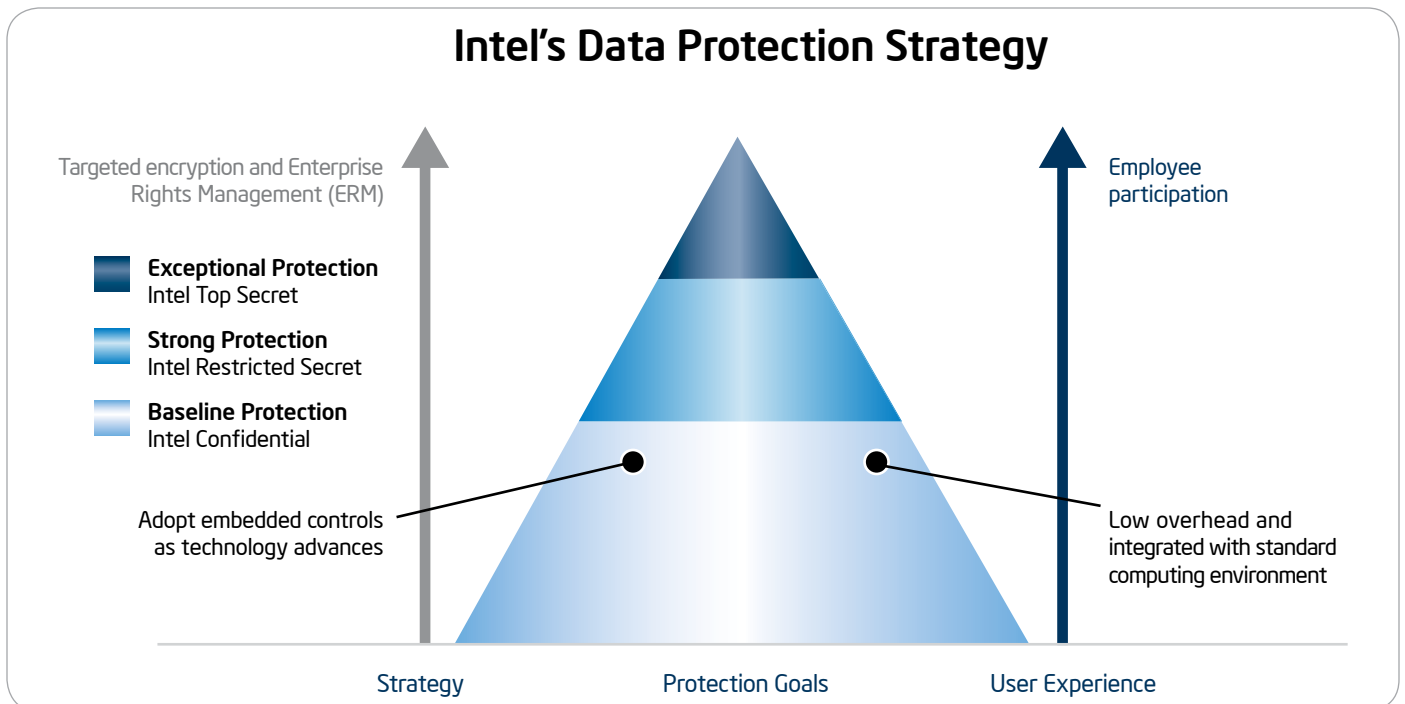 Intel's Data Protection Strategy
Targeted encryption and Enterprise
Rights Management (ERM)
Employee
participation
Exceptional Protection
Intel Top Secret
Strong Protection
Intel Restricted Secret
Baseline Protection
Intel Confidential
Adopt embedded controls
as technology advances
Low overhead and
integrated with standard
computing environment
Strategy
Protection Goals
User Experience